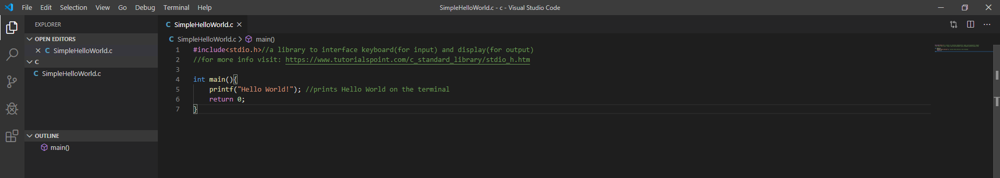 File Edit Selection View Go Debug Terminal Help SimpleHelloWorld.c - c - Visual Studio Code
EXPLORER
OPEN EDITORS
C SimpleHelloWorld.c
C
C SimpleHelloWorld.c
OUTLINE
main()
C SimpleHelloWorld.c
C SimpleHelloWorld.c > main()
1 #include<stdio.h>//a library to interface keyboard(for input) and display(for output)
2 //for more info visit: https://www.tutorialspoint.com/c_standard_library/stdio_h.htm
3
4 int main(){
5 printf("Hello World!"); //prints Hello World on the terminal
6 return 0;
7 }